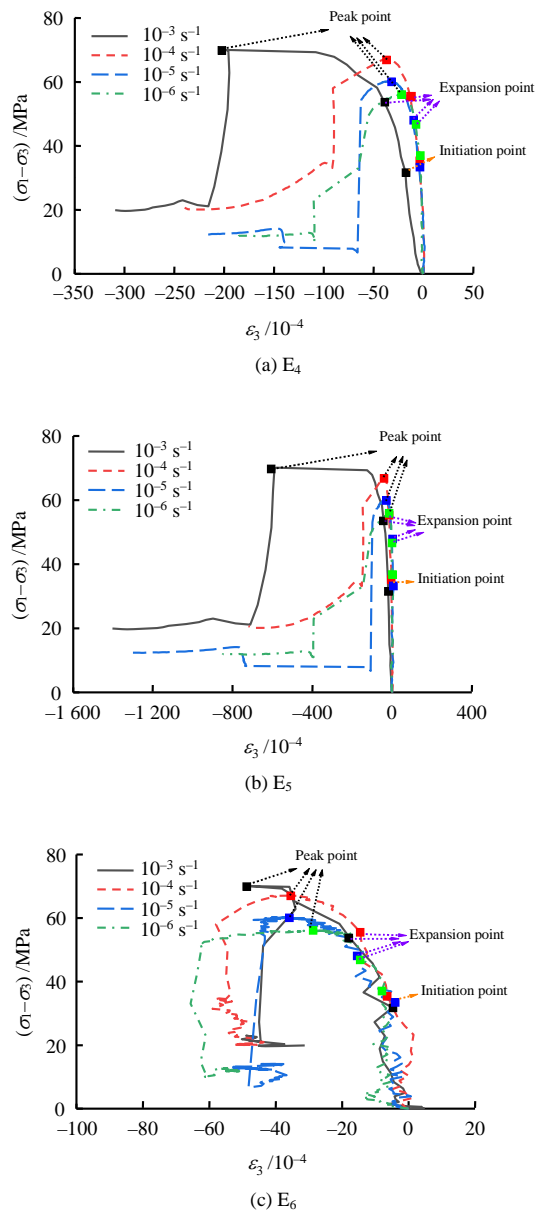 80
60
40
20
0
(σ₁−σ₃) /MPa
10⁻³ s⁻¹
10⁻⁴ s⁻¹
10⁻⁵ s⁻¹
10⁻⁶ s⁻¹
Peak point
Expansion point
Initiation point
−350 −300 −250 −200 −150 −100 −50 0 50
ε₃ /10⁻⁴
(a) E₄
80
60
40
20
0
(σ₁−σ₃) /MPa
10⁻³ s⁻¹
10⁻⁴ s⁻¹
10⁻⁵ s⁻¹
10⁻⁶ s⁻¹
Peak point
Expansion point
Initiation point
−1 600 −1 200 −800 −400 0 400
ε₃ /10⁻⁴
(b) E₅
80
60
40
20
0
(σ₁−σ₃) /MPa
10⁻³ s⁻¹
10⁻⁴ s⁻¹
10⁻⁵ s⁻¹
10⁻⁶ s⁻¹
Peak point
Expansion point
Initiation point
−100 −80 −60 −40 −20 0 20
ε₃ /10⁻⁴
(c) E₆